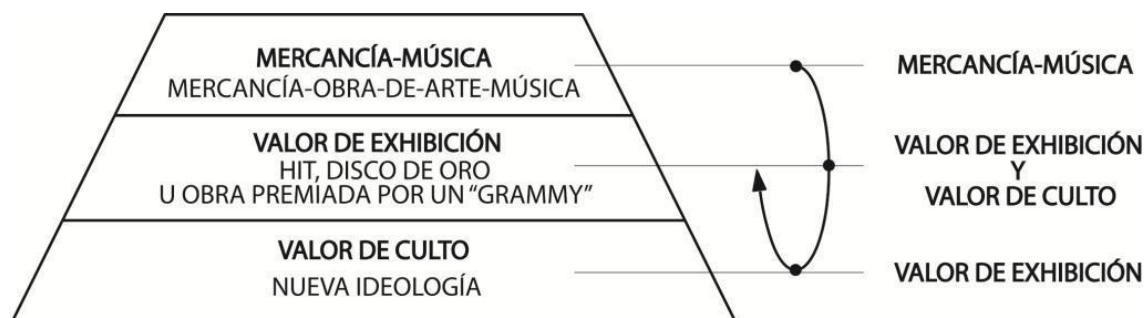 MERCANCÍA-MÚSICA
MERCANCÍA-OBRA-DE-ARTE-MÚSICA
VALOR DE EXHIBICIÓN
HIT, DISCO DE ORO
U OBRA PREMIADA POR UN “GRAMMY”
VALOR DE CULTO
NUEVA IDEOLOGÍA
MERCANCÍA-MÚSICA
VALOR DE EXHIBICIÓN
Y
VALOR DE CULTO
VALOR DE EXHIBICIÓN